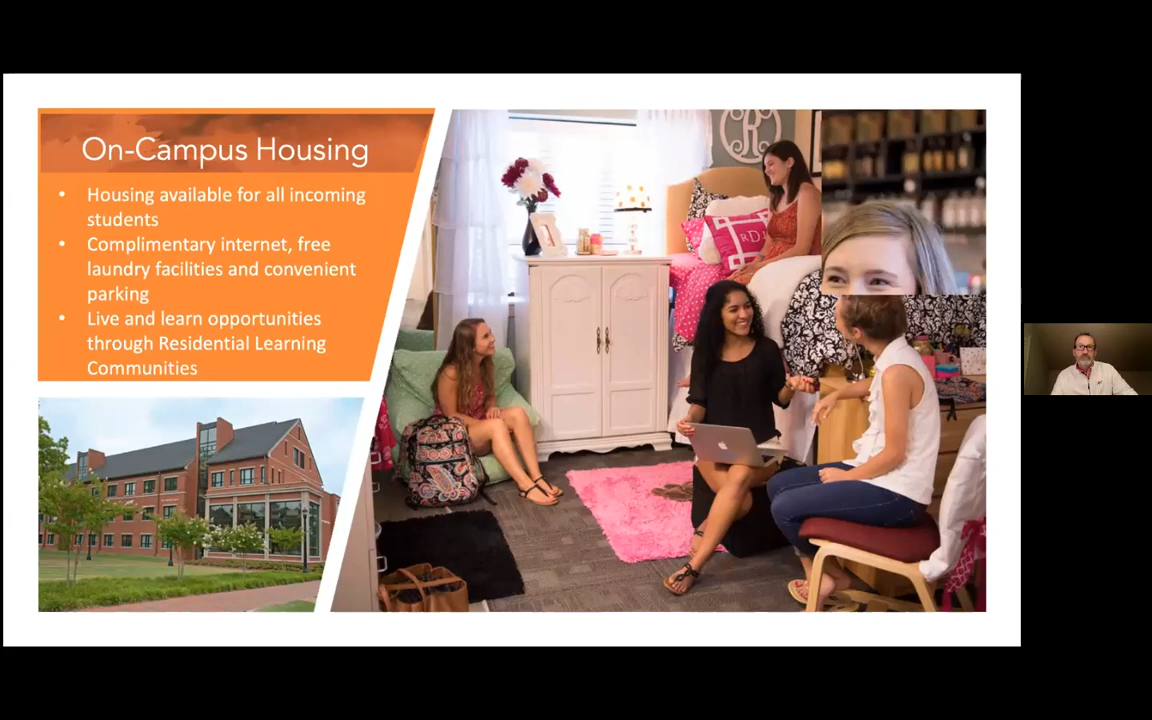 On-Campus Housing
• Housing available for all incoming
students
• Complimentary internet, free
laundry facilities and convenient
parking
• Live and learn opportunities
through Residential Learning
Communities
R
RDJ